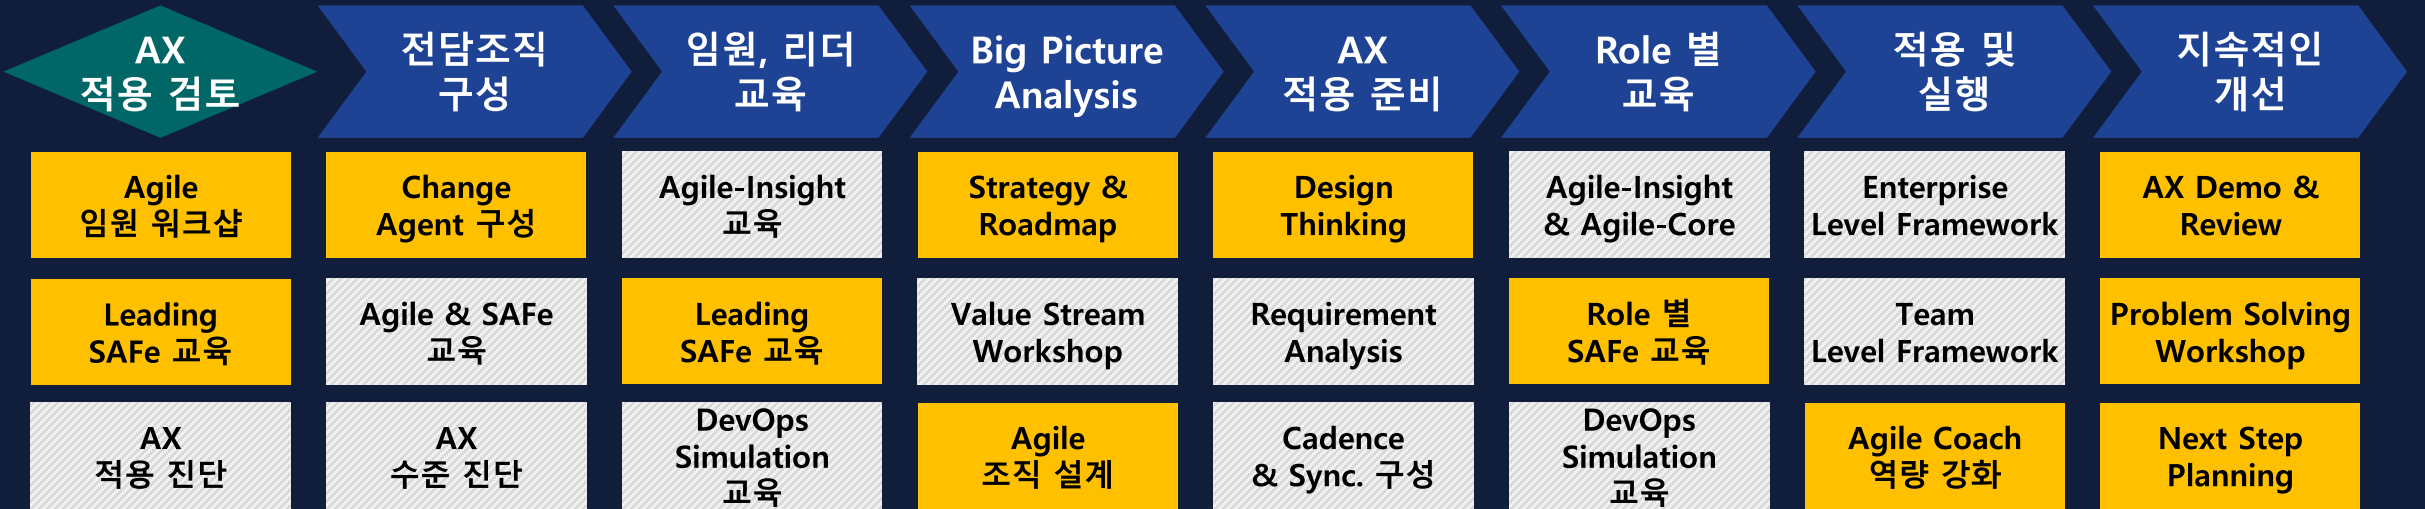 AX
적용 검토
전담조직
구성
임원, 리더
교육
Big Picture
Analysis
AX
적용 준비
Role 별
교육
적용 및
실행
지속적인
개선
Agile
임원 워크샵
Change
Agent 구성
Agile-Insight
교육
Strategy &
Roadmap
Design
Thinking
Agile-Insight
& Agile-Core
Enterprise
Level Framework
AX Demo &
Review
Leading
SAFe 교육
Agile & SAFe
교육
Leading
SAFe 교육
Value Stream
Workshop
Requirement
Analysis
Role 별
SAFe 교육
Team
Level Framework
Problem Solving
Workshop
AX
적용 진단
AX
수준 진단
DevOps
Simulation
교육
Agile
조직 설계
Cadence
& Sync. 구성
DevOps
Simulation
교육
Agile Coach
역량 강화
Next Step
Planning